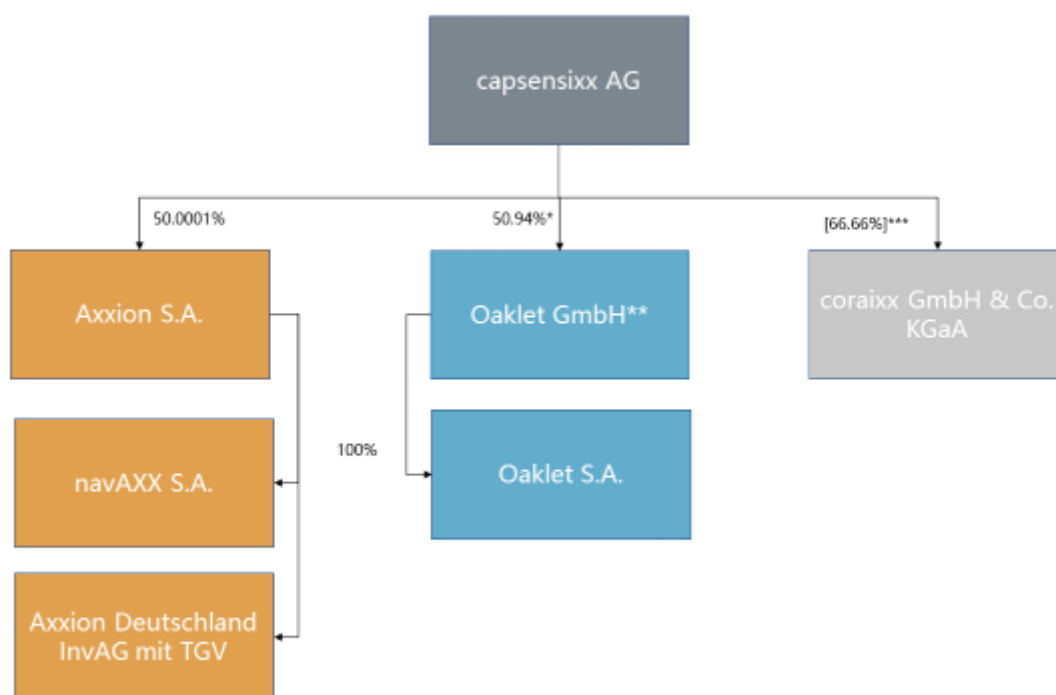 capsensixx AG
50.0001%
50.94%*
[66.66%]***
Axxion S.A.
Oaklet GmbH**
coraixx GmbH & Co.
KGaA
navAXX S.A.
100%
Oaklet S.A.
Axxion Deutschland
InvAG mit TGV